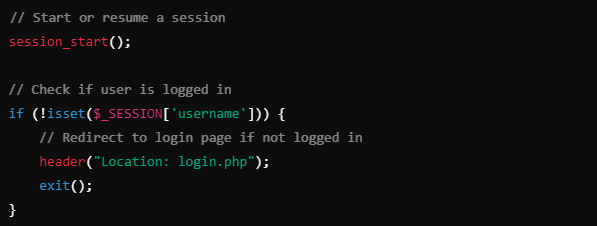 // Start or resume a session
session_start();
// Check if user is logged in
if (!isset($_SESSION['username'])) {
// Redirect to login page if not logged in
header("Location: login.php");
exit();
}